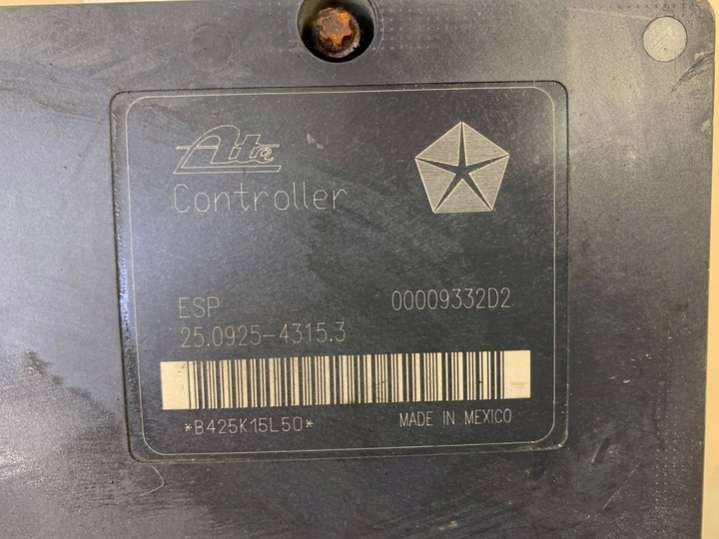 Ate
Controller
ESP 00009332D2
25.0925-4315.3
*B425K15L50* MADE IN MEXICO